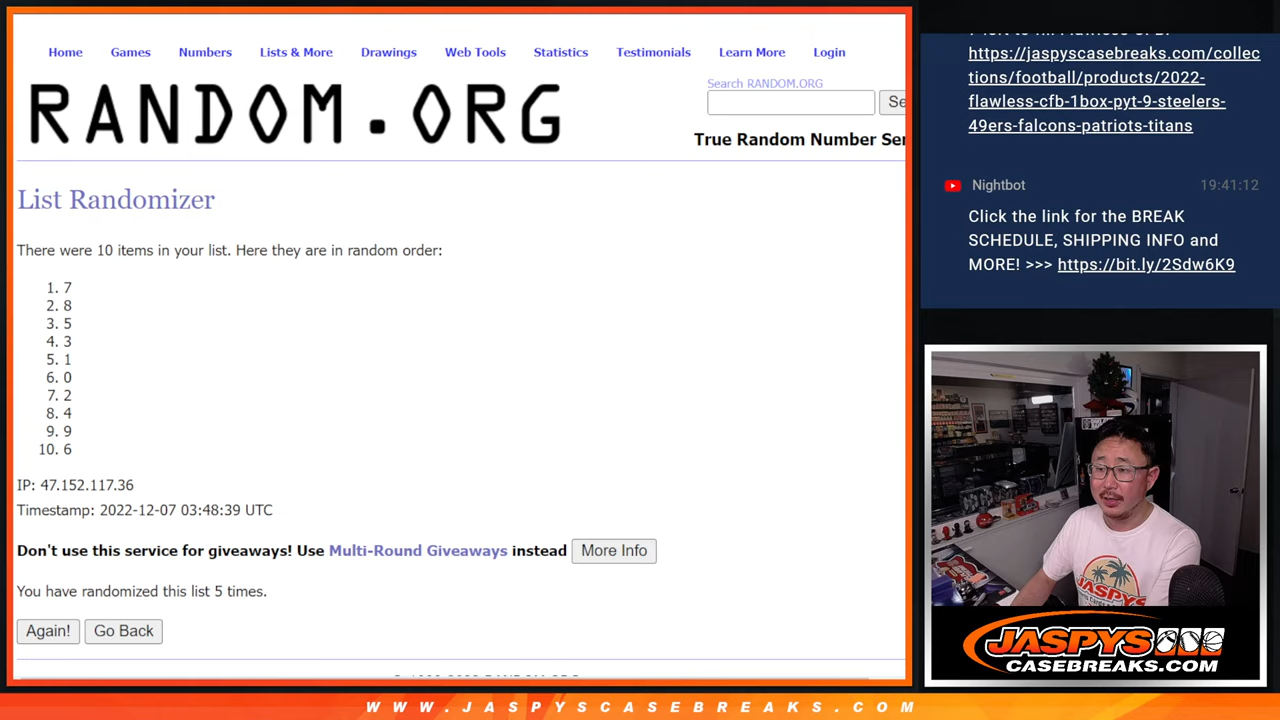 Home Games Numbers Lists & More Drawings Web Tools Statistics Testimonials Learn More Login
RANDOM.ORG
Search RANDOM.ORG
True Random Number Ser
List Randomizer
There were 10 items in your list. Here they are in random order:
1. 7
2. 8
3. 5
4. 3
5. 1
6. 0
7. 2
8. 4
9. 9
10. 6
IP: 47.152.117.36
Timestamp: 2022-12-07 03:48:39 UTC
Don't use this service for giveaways! Use Multi-Round Giveaways instead More Info
You have randomized this list 5 times.
Again! Go Back
https://jaspyscasebreaks.com/collec
tions/football/products/2022-
flawless-cfb-1box-pyt-9-steelers-
49ers-falcons-patriots-titans
Nightbot 19:41:12
Click the link for the BREAK
SCHEDULE, SHIPPING INFO and
MORE! >>> https://bit.ly/2Sdw6K9
JASPYS
JASPYS
CASEBREAKS.COM
WWW.JASPYSCASEBREAKS.COM